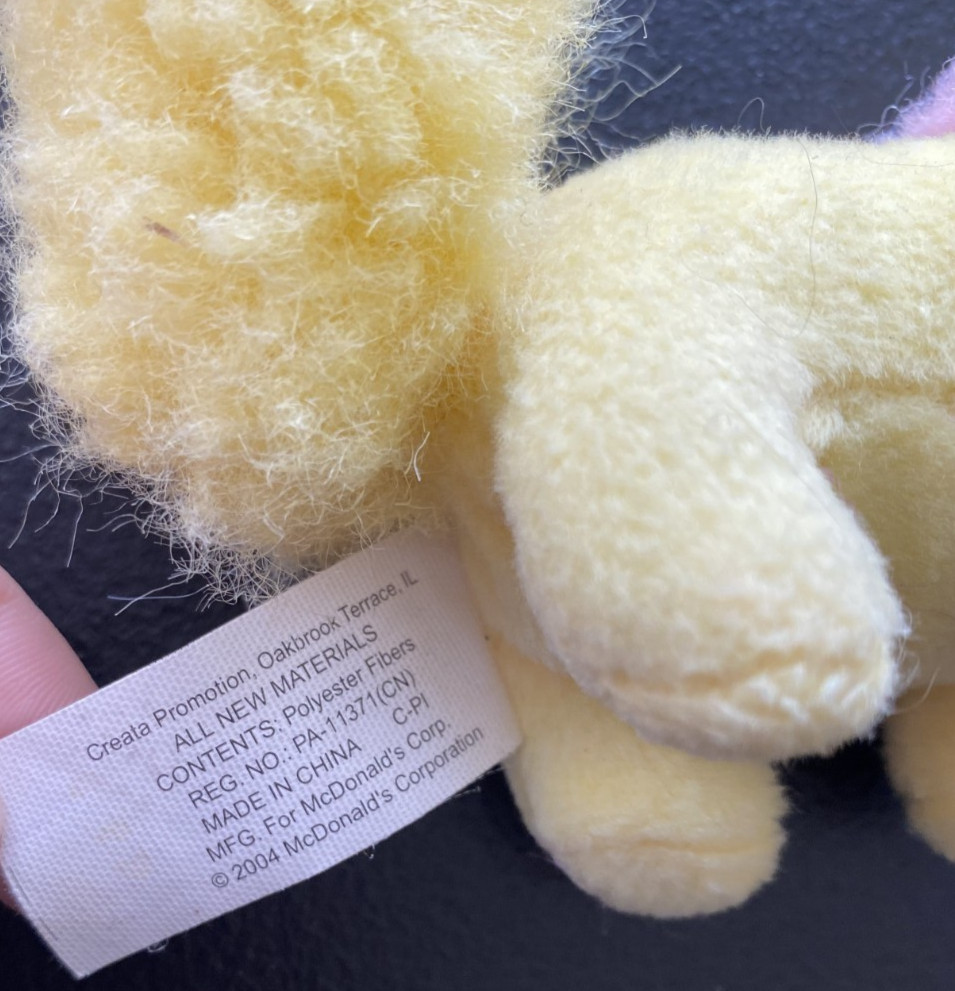 Creata Promotion, Oakbrook Terrace, IL
ALL NEW MATERIALS
CONTENTS: Polyester Fibers
REG. NO.: PA-11371(CN)
MADE IN CHINA C-PI
MFG. For McDonald's Corp.
© 2004 McDonald's Corporation